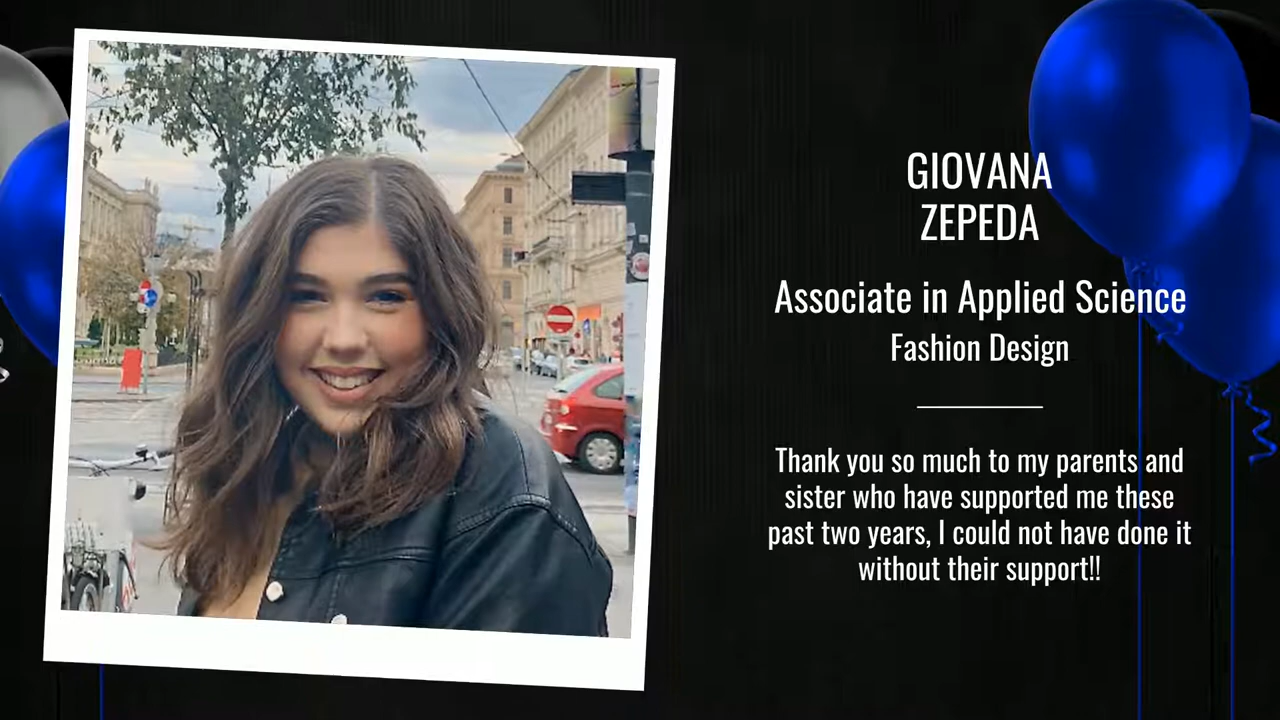 GIOVANA
ZEPEDA
Associate in Applied Science
Fashion Design
Thank you so much to my parents and
sister who have supported me these
past two years, I could not have done it
without their support!!